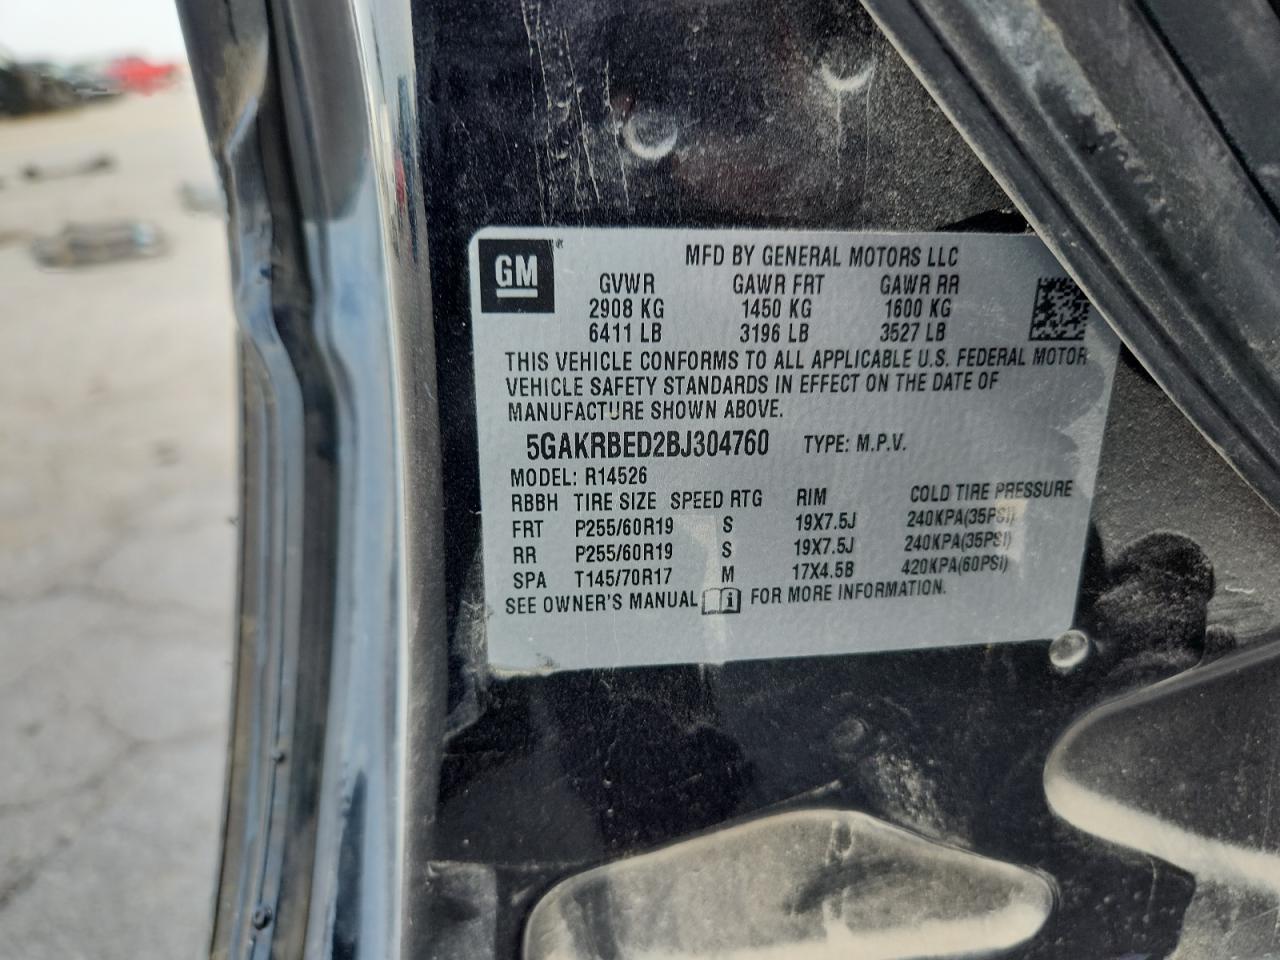 GM
MFD BY GENERAL MOTORS LLC
GVWR GAWR FRT GAWR RR
2908 KG 1450 KG 1600 KG
6411 LB 3196 LB 3527 LB
THIS VEHICLE CONFORMS TO ALL APPLICABLE U.S. FEDERAL MOTOR
VEHICLE SAFETY STANDARDS IN EFFECT ON THE DATE OF
MANUFACTURE SHOWN ABOVE.
5GAKRBED2BJ304760 TYPE: M.P.V.
MODEL: R14526
RBBH TIRE SIZE SPEED RTG RIM COLD TIRE PRESSURE
FRT P255/60R19 S 19X7.5J 240KPA(35PSI)
RR P255/60R19 S 19X7.5J 240KPA(35PSI)
SPA T145/70R17 M 17X4.5B 420KPA(60PSI)
SEE OWNER'S MANUAL i FOR MORE INFORMATION.